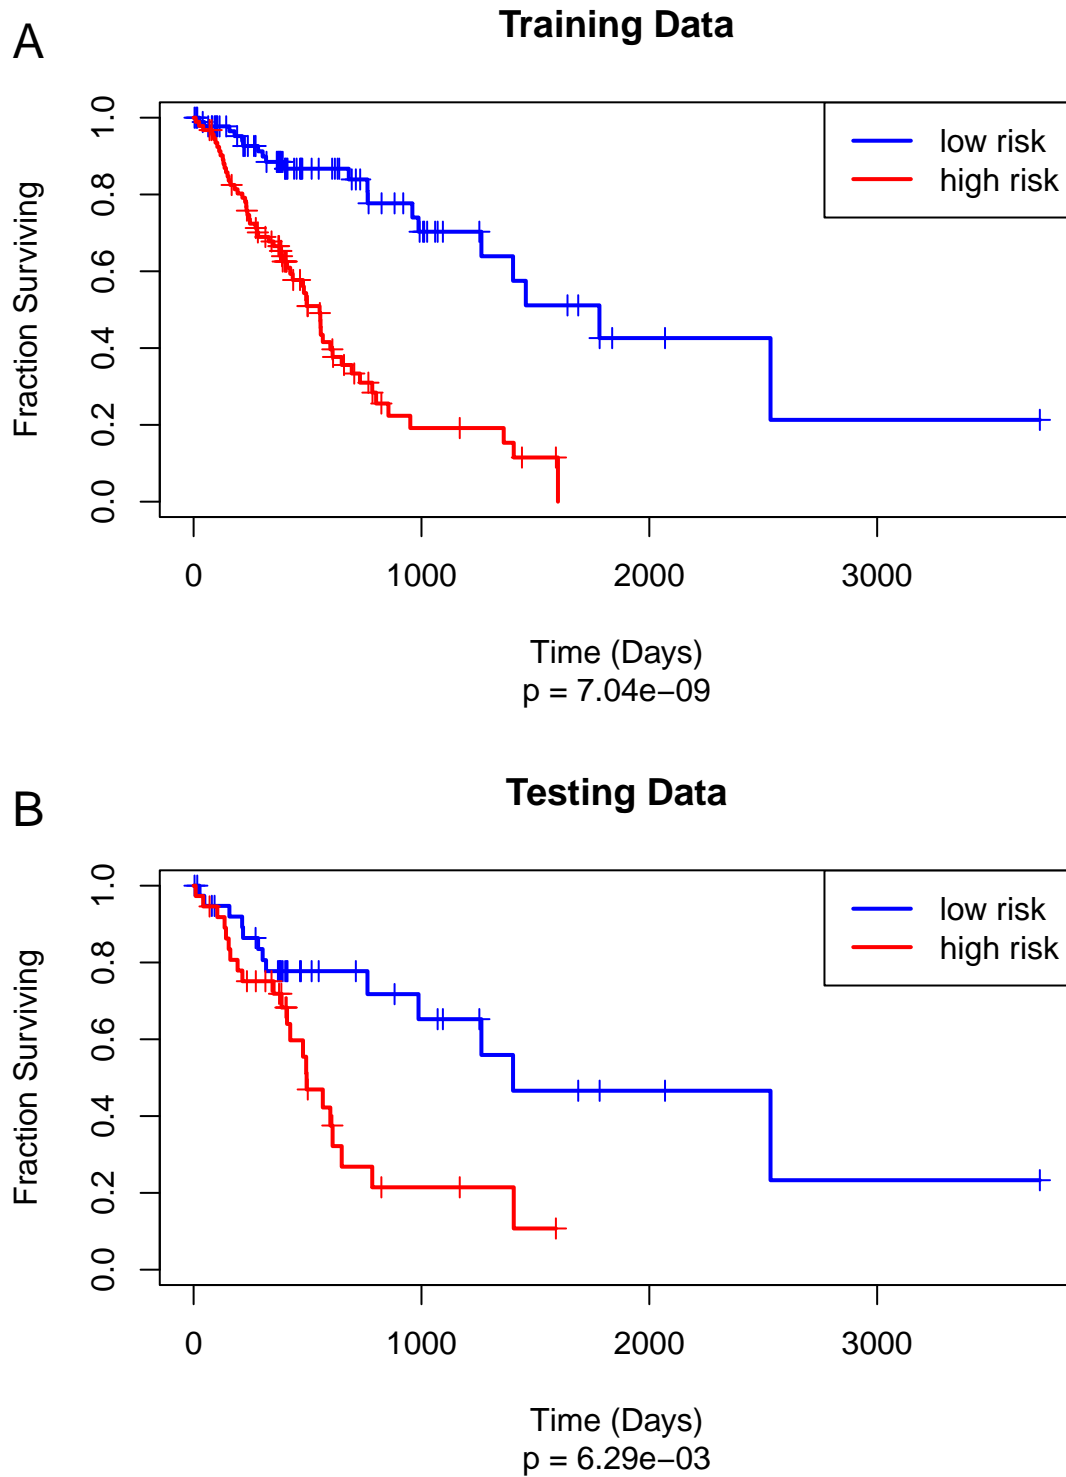 A
Training Data
Fraction Surviving
1.0
0.8
0.6
0.4
0.2
0.0
low risk
high risk
0 1000 2000 3000
Time (Days)
p = 7.04e−09
B
Testing Data
Fraction Surviving
1.0
0.8
0.6
0.4
0.2
0.0
low risk
high risk
0 1000 2000 3000
Time (Days)
p = 6.29e−03